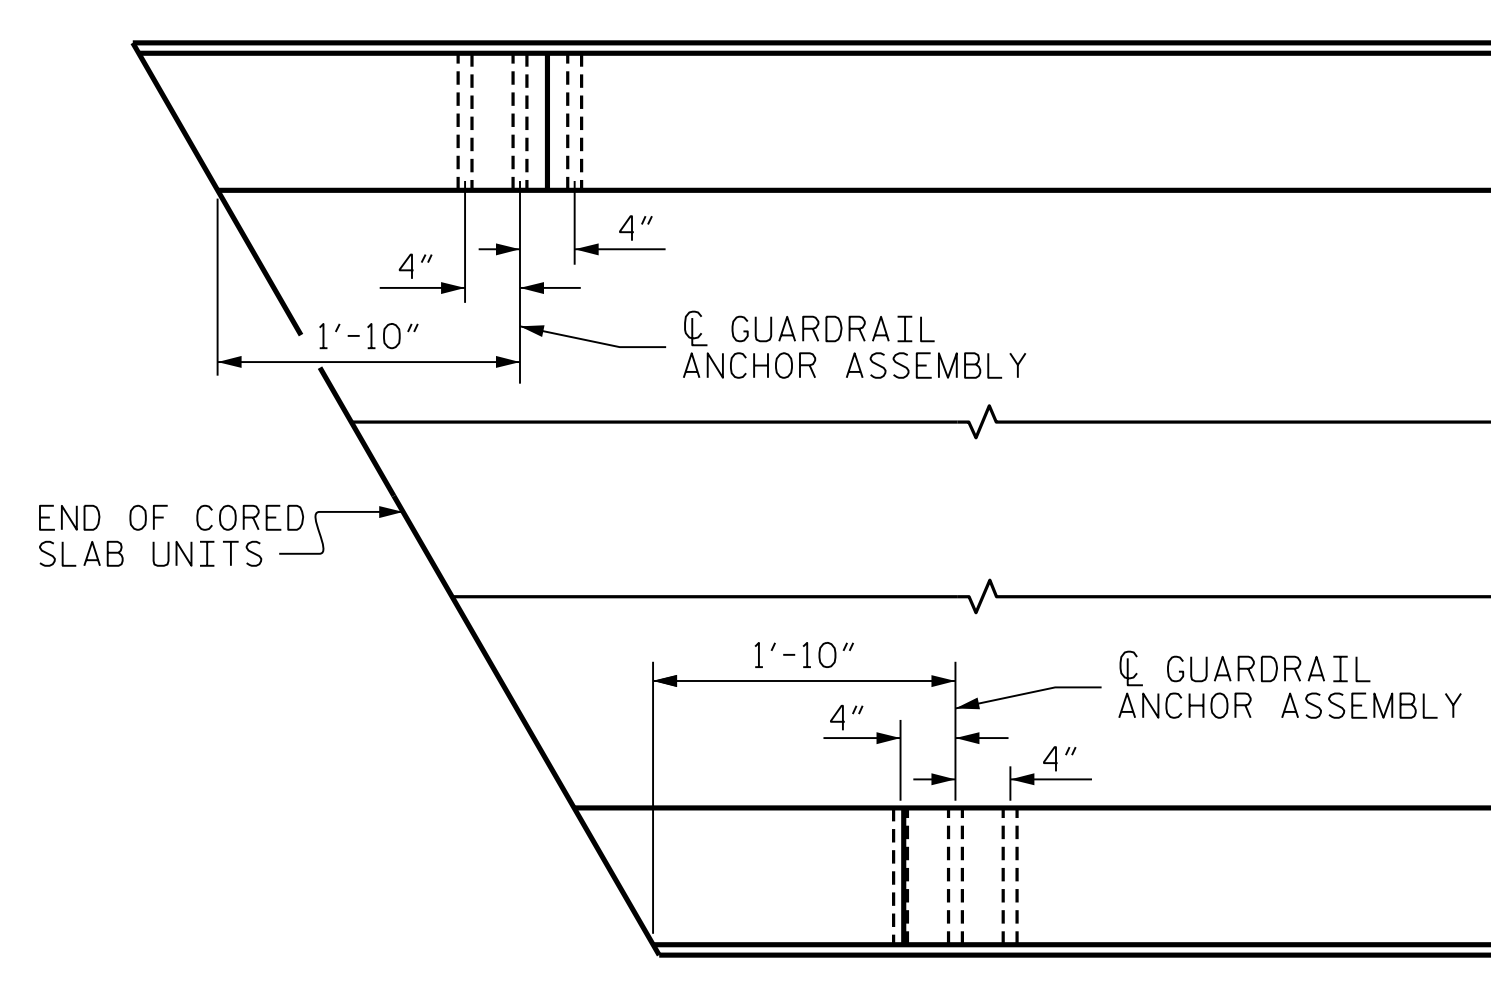 4"
4"
1'-10"
℄ GUARDRAIL
ANCHOR ASSEMBLY
END OF CORED
SLAB UNITS
1'-10"
℄ GUARDRAIL
ANCHOR ASSEMBLY
4"
4"